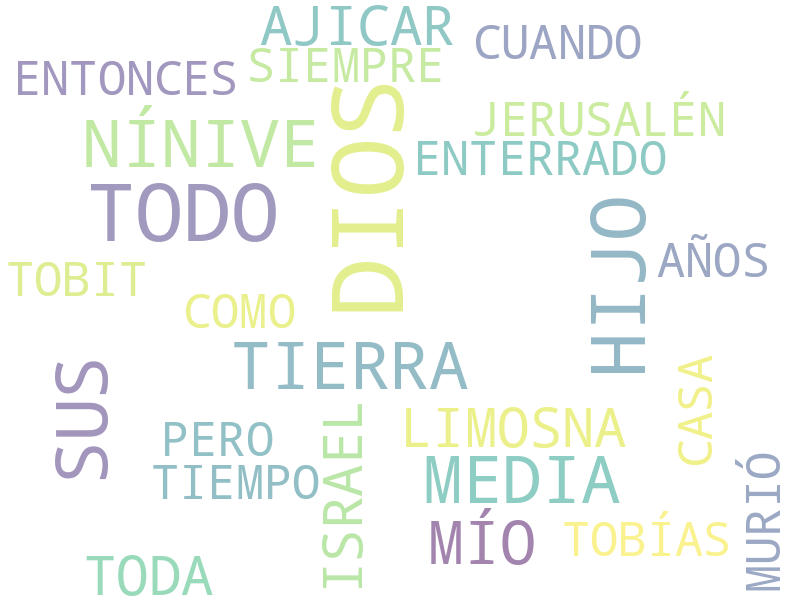 AJICAR
CUANDO
ENTONCES
SIEMPRE
DIOS
JERUSALÉN
NÍNIVE
ENTERRADO
TODO
HIJO
AÑOS
TOBIT
COMO
TIERRA
SUS
CASA
ISRAEL
LIMOSNA
PERO
MEDIA
TIEMPO
MURIÓ
MÍO
TOBÍAS
TODA